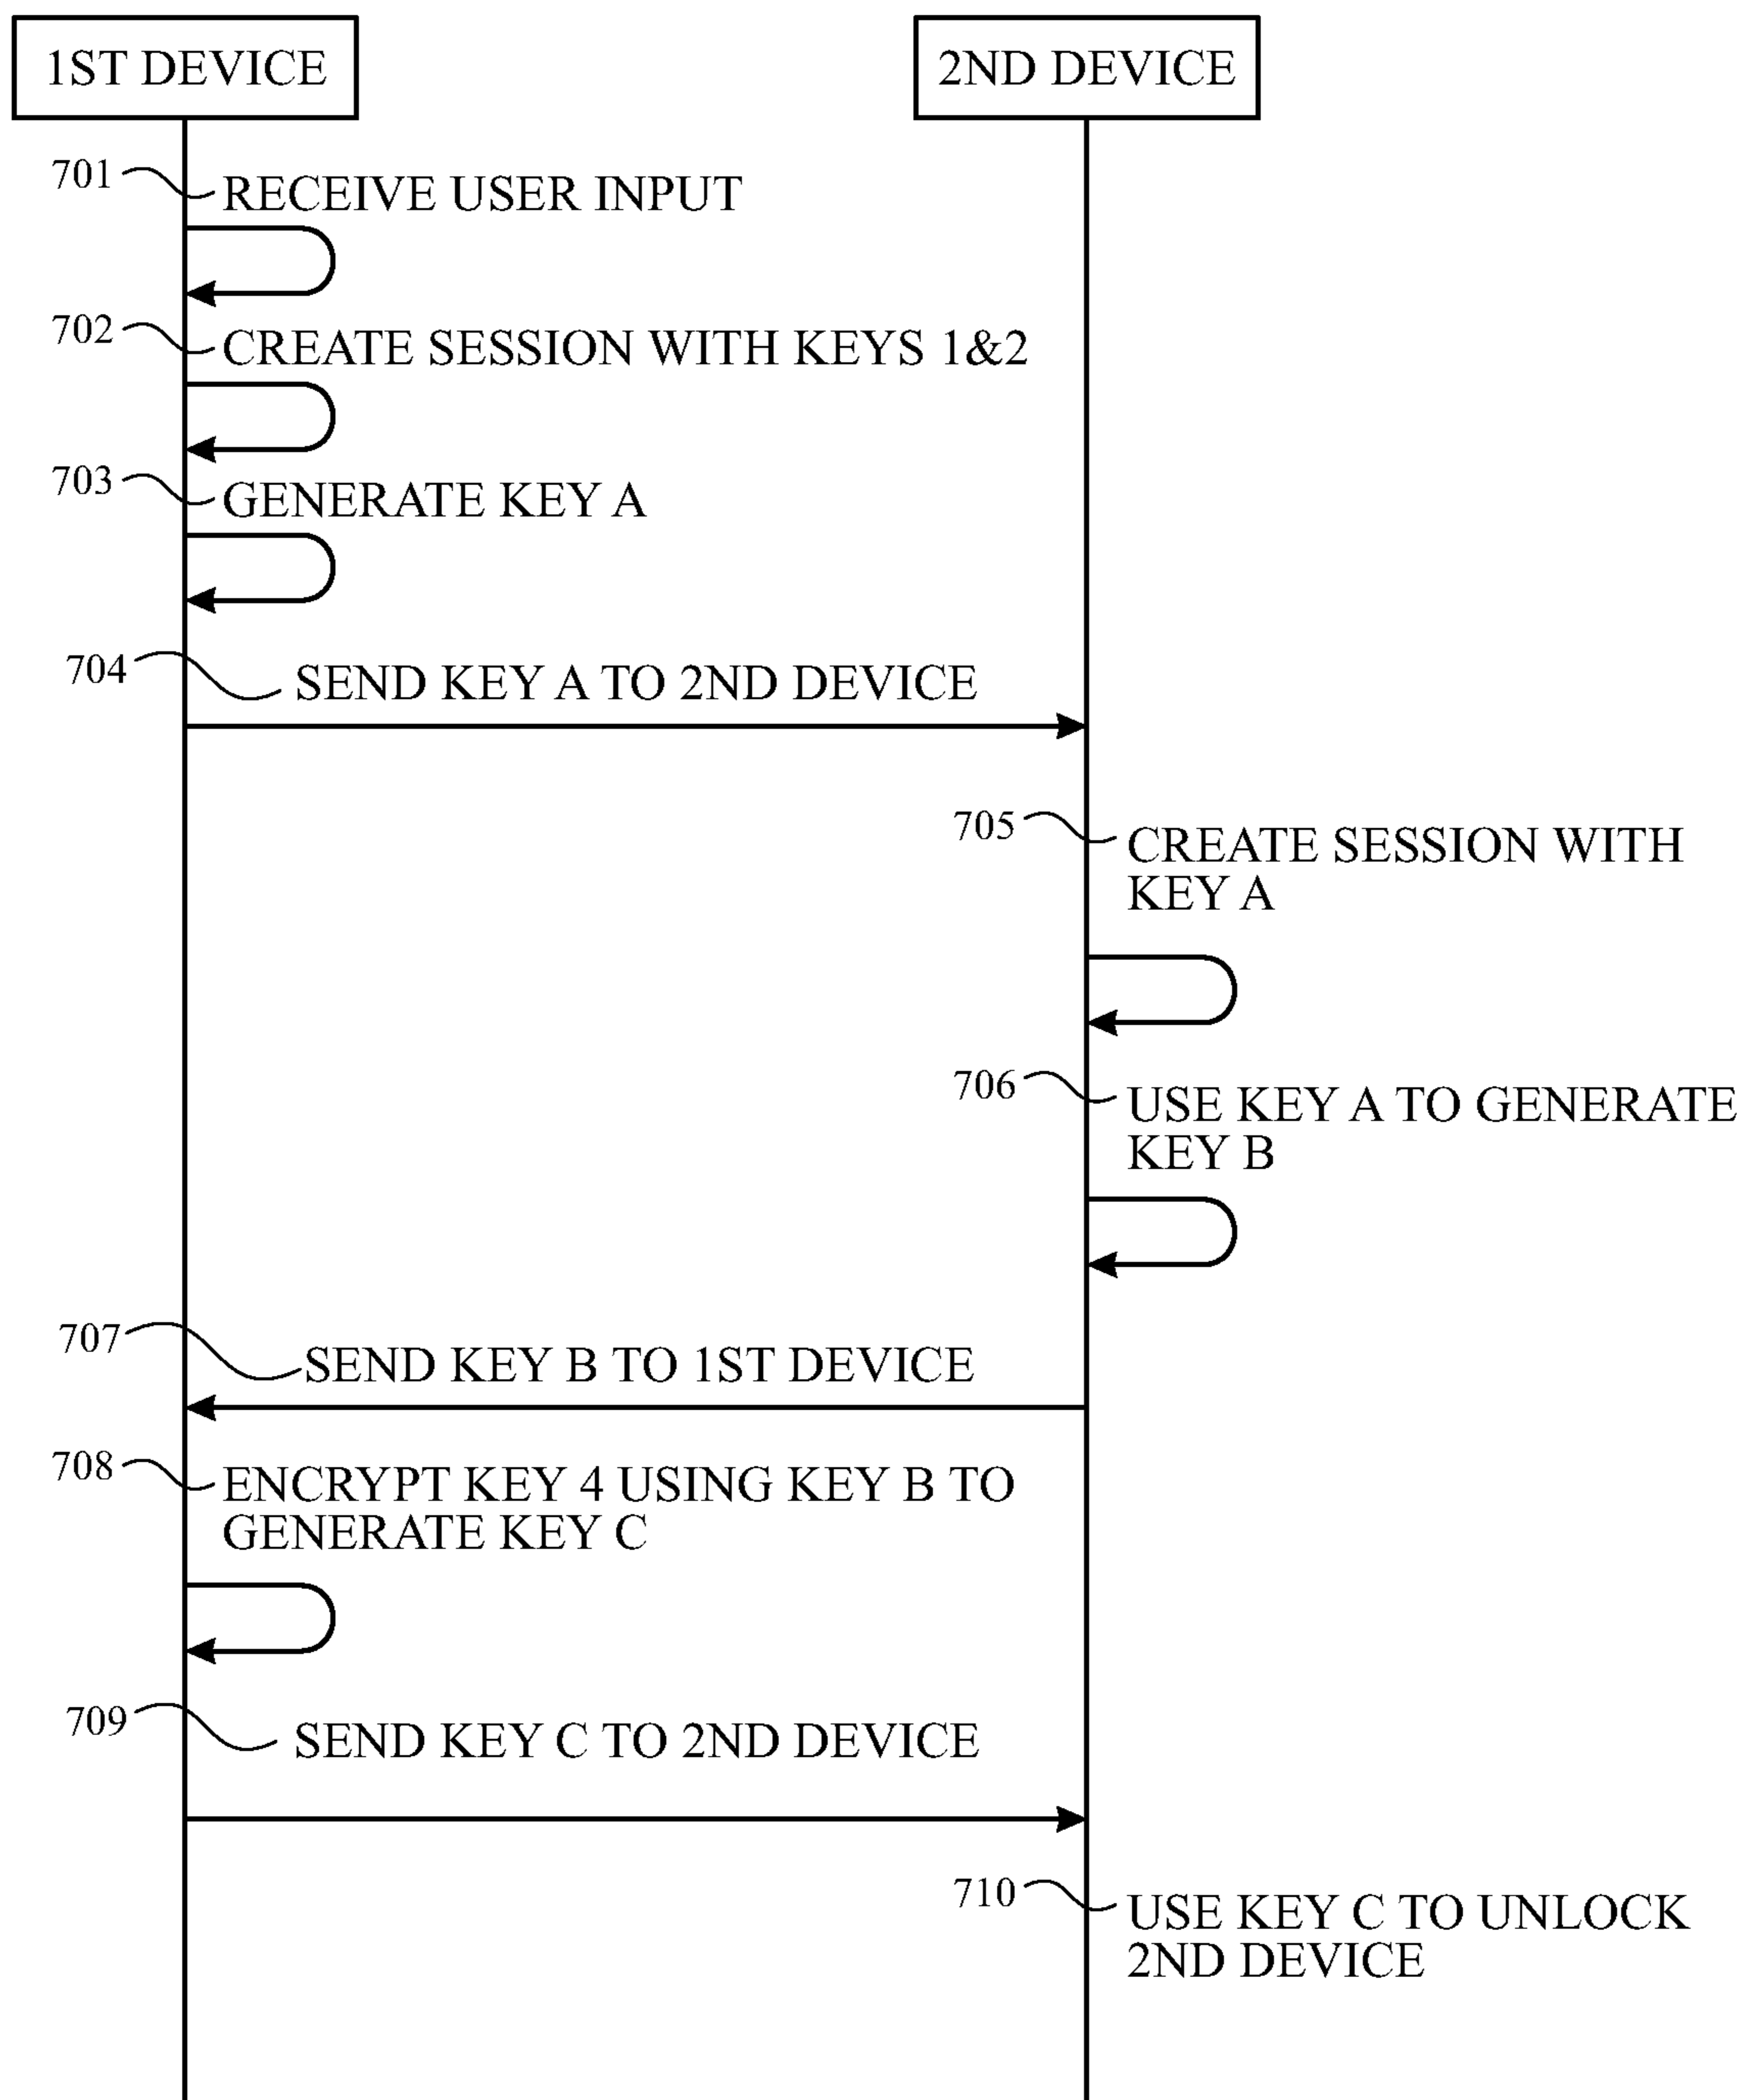 1ST DEVICE
2ND DEVICE
701
RECEIVE USER INPUT
702
CREATE SESSION WITH KEYS 1&2
703
GENERATE KEY A
704
SEND KEY A TO 2ND DEVICE
705
CREATE SESSION WITH
KEY A
706
USE KEY A TO GENERATE
KEY B
707
SEND KEY B TO 1ST DEVICE
708
ENCRYPT KEY 4 USING KEY B TO
GENERATE KEY C
709
SEND KEY C TO 2ND DEVICE
710
USE KEY C TO UNLOCK
2ND DEVICE